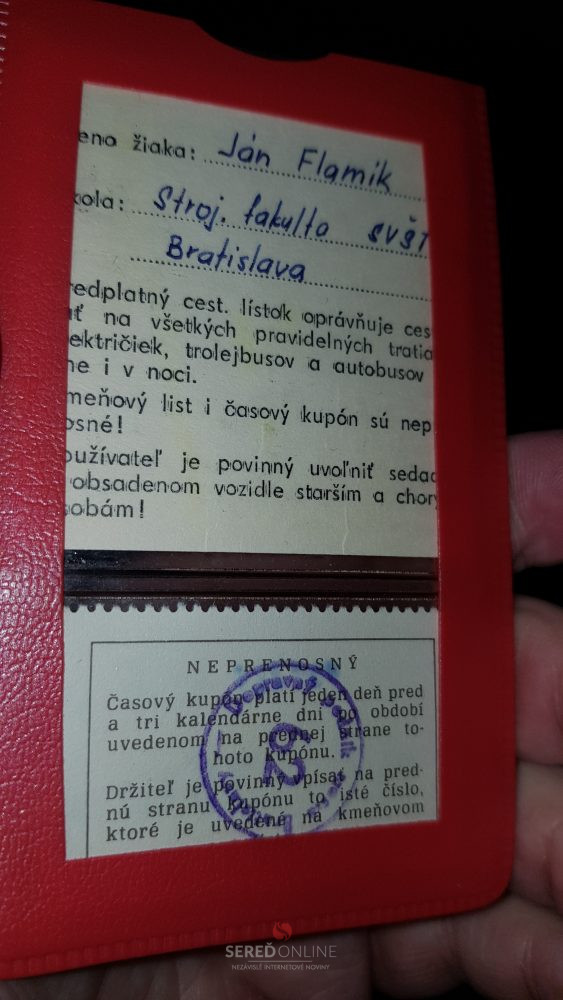 eno žiaka: Ján Flamik
kola: Stroj. fakulta SVŠT
Bratislava
redplatný cest. lístok oprávňuje ces
ť na všetkých pravidelných tratia
ektričiek, trolejbusov a autobusov
ne i v noci.
meňový list i časový kupón sú nep
osné!
oužívateľ je povinný uvoľniť sedad
obsadenom vozidle starším a chor
obám!
NEPRENOSNÝ
Časový kupón platí jeden deň pred
a tri kalendárne dni po období
uvedenom na prednej strane to-
hoto kupónu.
Držiteľ je povinný vpísať na pred-
nú stranu kupónu to isté číslo,
ktoré je uvedené na kmeňovom
Dopravný podnik
SEREĎONLINE
NEZÁVISLÉ INTERNETOVÉ NOVINY